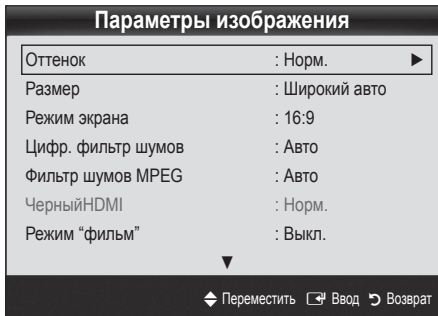 Параметры изображения
Оттенок : Норм. ►
Размер : Широкий авто
Режим экрана : 16:9
Цифр. фильтр шумов : Авто
Фильтр шумов MPEG : Авто
ЧерныйHDMI : Норм.
Режим “фильм” : Выкл.
▼
Переместить Ввод Возврат